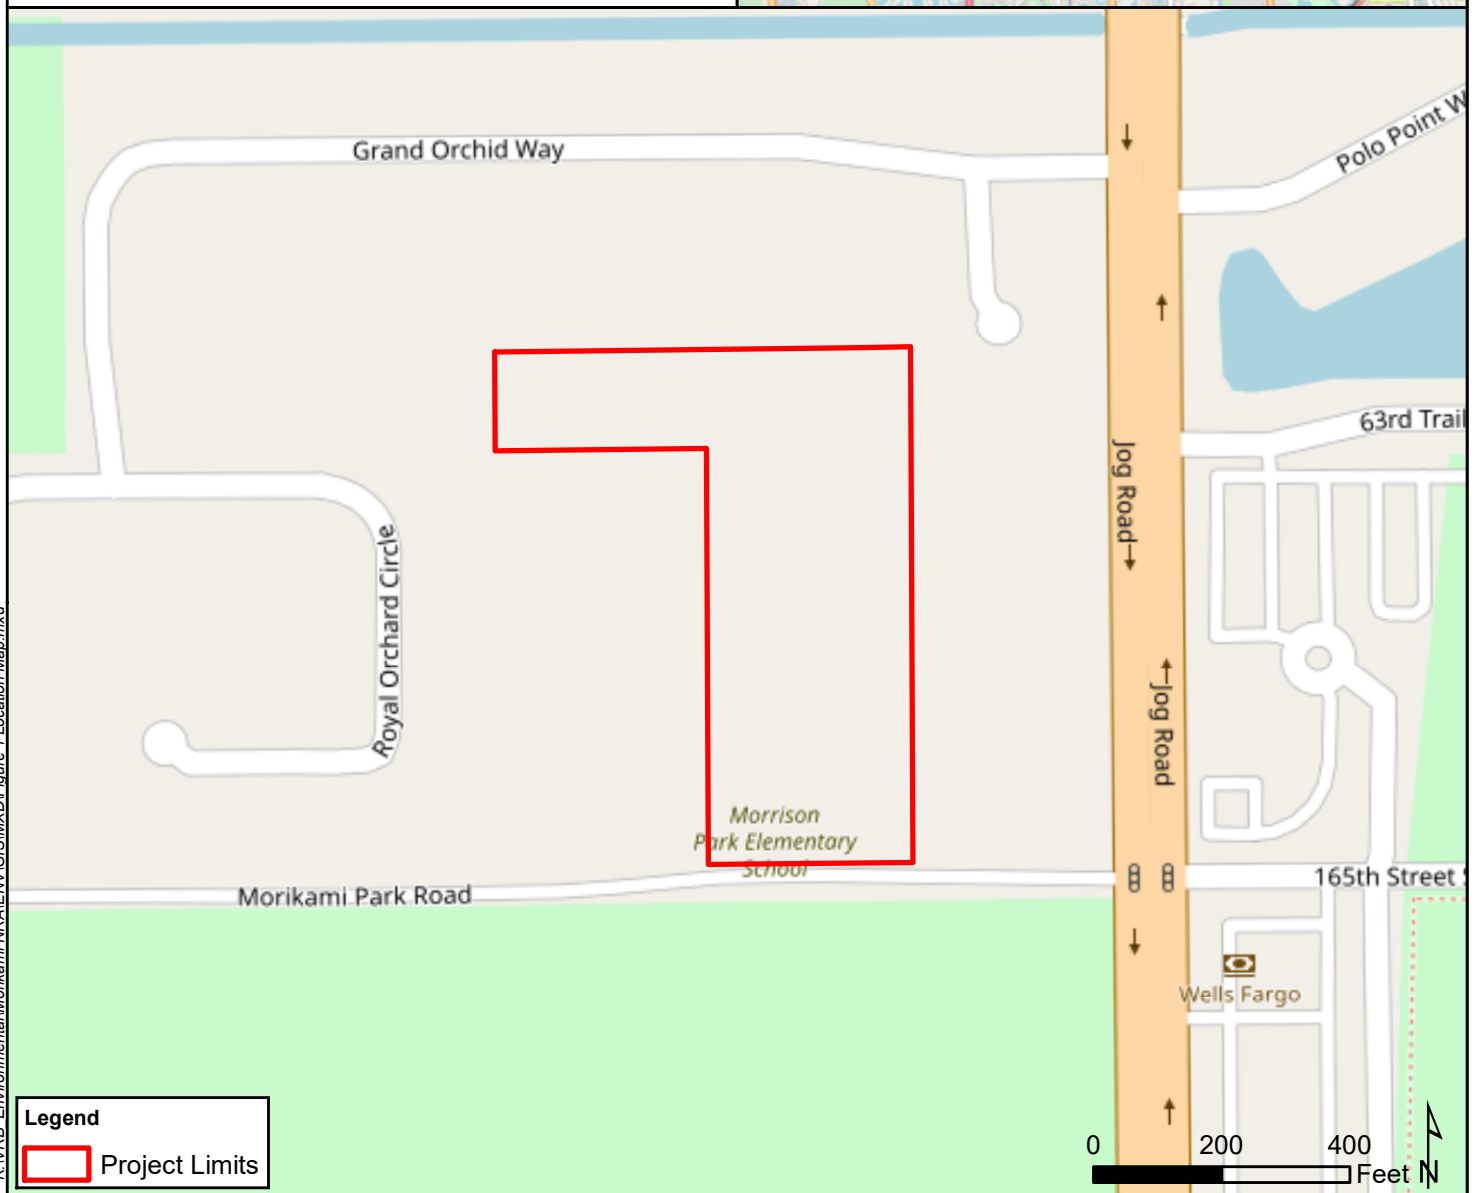 Grand Orchid Way
Polo Point W
63rd Trail
Jog Road
Royal Orchard Circle
Jog Road
Morrison
Park Elementary
School
165th Street S
Morikami Park Road
Wells Fargo
Legend
Project Limits
0 200 400
Feet N